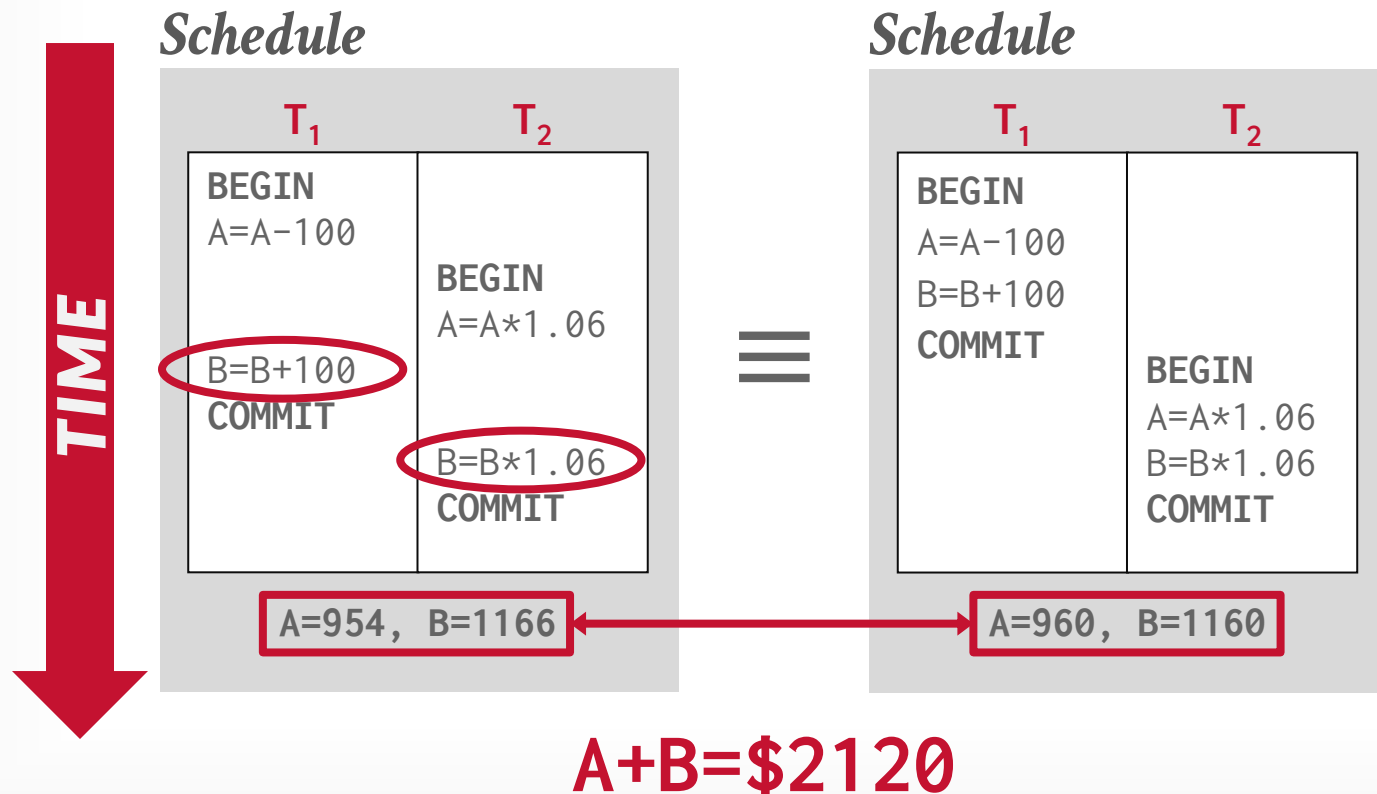 Schedule
T₁ T₂
BEGIN
A=A-100
BEGIN
A=A*1.06
B=B+100
COMMIT
B=B*1.06
COMMIT
A=954, B=1166
TIME
≡
Schedule
T₁ T₂
BEGIN
A=A-100
B=B+100
COMMIT
BEGIN
A=A*1.06
B=B*1.06
COMMIT
A=960, B=1160
A+B=$2120